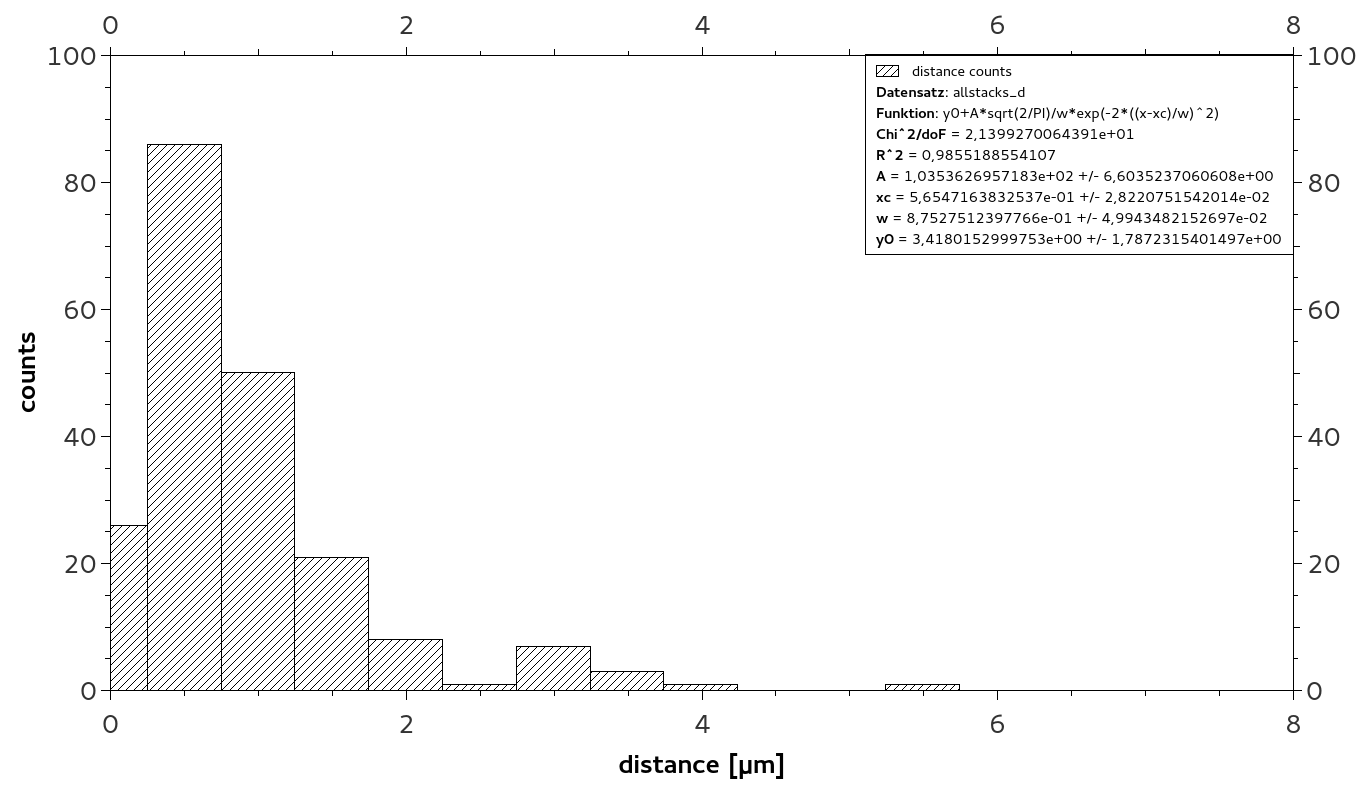 0 2 4 6 8
100 100
distance counts
Datensatz: allstacks_d
Funktion: y0+A*sqrt(2/PI)/w*exp(-2*((x-xc)/w)^2)
Chi^2/doF = 2,1399270064391e+01
R^2 = 0,9855188554107
A = 1,0353626957183e+02 +/- 6,6035237060608e+00
xc = 5,6547163832537e-01 +/- 2,8220751542014e-02
w = 8,7527512397766e-01 +/- 4,9943482152697e-02
y0 = 3,4180152999753e+00 +/- 1,7872315401497e+00
80 80
60 60
counts
40 40
20 20
0 0
0 2 4 6 8
distance [µm]